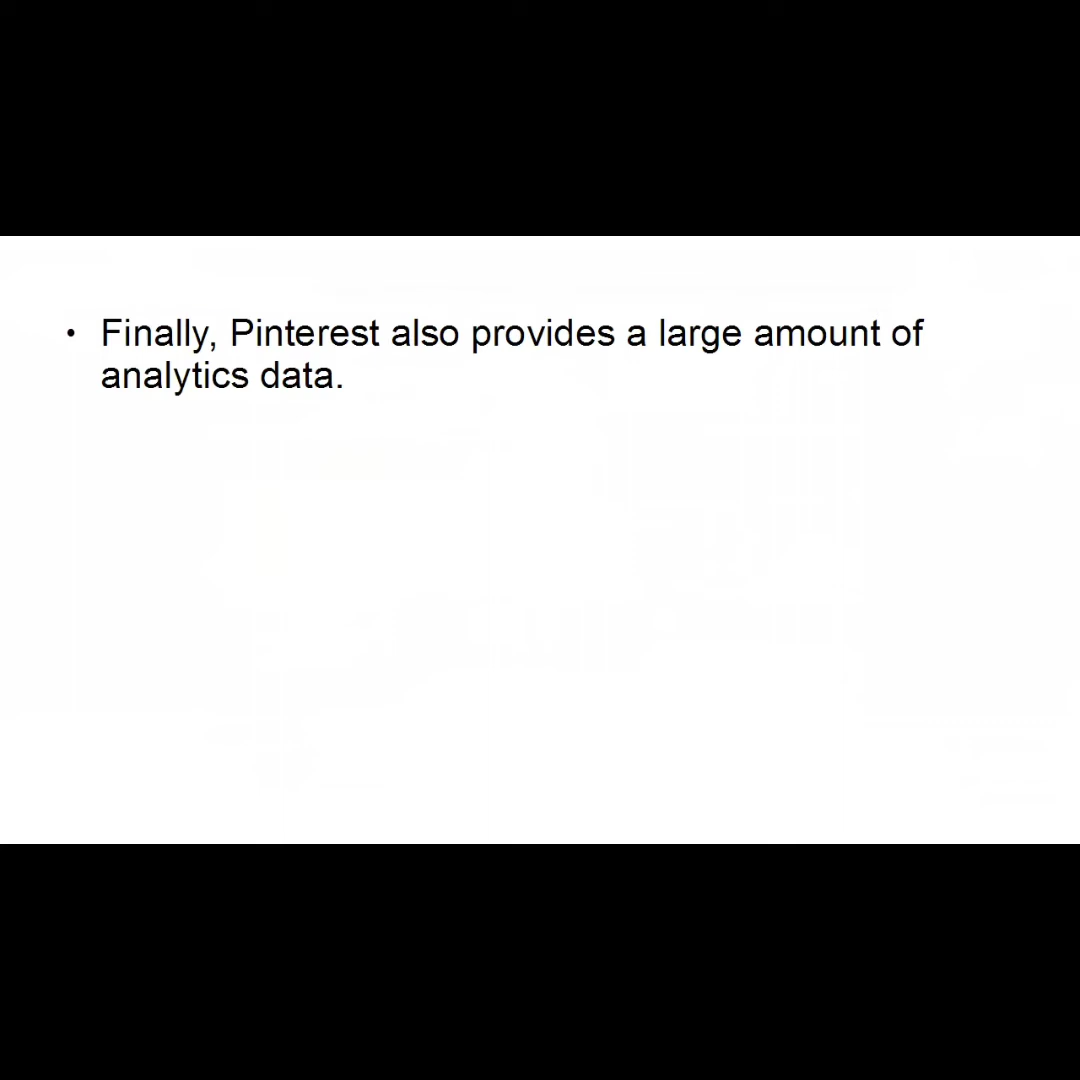 • Finally, Pinterest also provides a large amount of
analytics data.